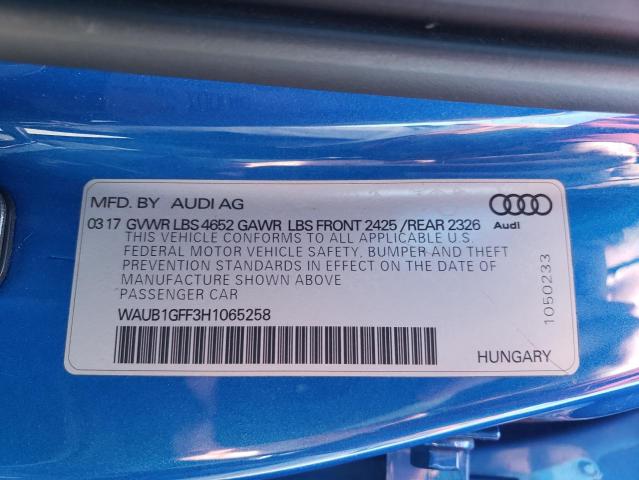 MFD. BY AUDI AG
03 17 GVWR LBS 4652 GAWR LBS FRONT 2425 /REAR 2326
Audi
THIS VEHICLE CONFORMS TO ALL APPLICABLE U.S.
FEDERAL MOTOR VEHICLE SAFETY, BUMPER AND THEFT
PREVENTION STANDARDS IN EFFECT ON THE DATE OF
MANUFACTURE SHOWN ABOVE
PASSENGER CAR
WAUB1GFF3H1065258
HUNGARY
1050233